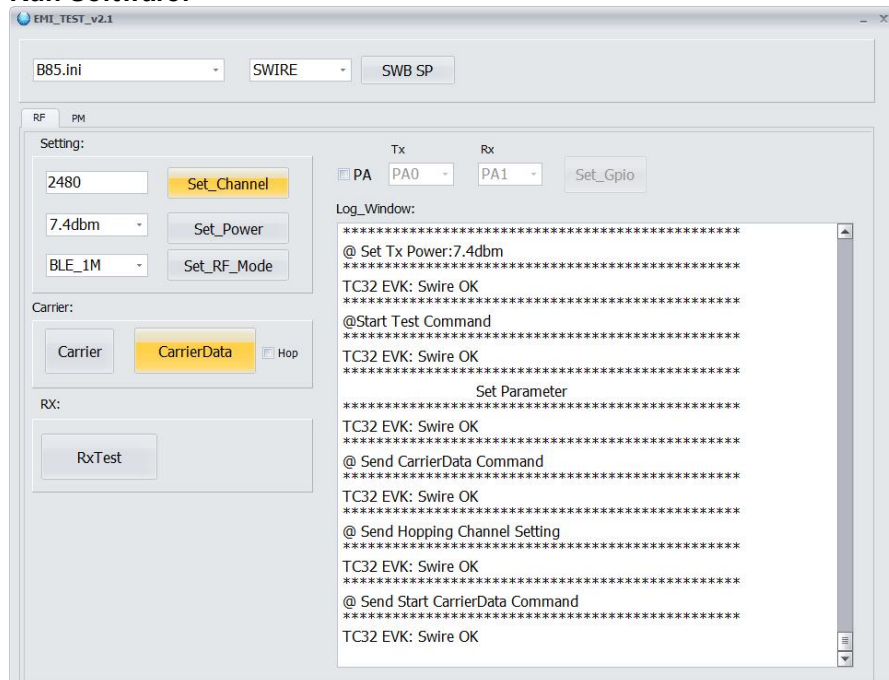 EMI_TEST_v2.1
B85.ini SWIRE SWB SP
RF PM
Setting:
2480 Set_Channel
7.4dbm Set_Power
BLE_1M Set_RF_Mode
Carrier:
Carrier CarrierData Hop
RX:
RxTest
Tx Rx
PA PA0 PA1 Set_Gpio
Log_Window:
************************************************
@ Set Tx Power:7.4dbm
************************************************
TC32 EVK: Swire OK
************************************************
@Start Test Command
************************************************
TC32 EVK: Swire OK
************************************************
Set Parameter
************************************************
TC32 EVK: Swire OK
************************************************
@ Send CarrierData Command
************************************************
TC32 EVK: Swire OK
************************************************
@ Send Hopping Channel Setting
************************************************
TC32 EVK: Swire OK
************************************************
@ Send Start CarrierData Command
************************************************
TC32 EVK: Swire OK